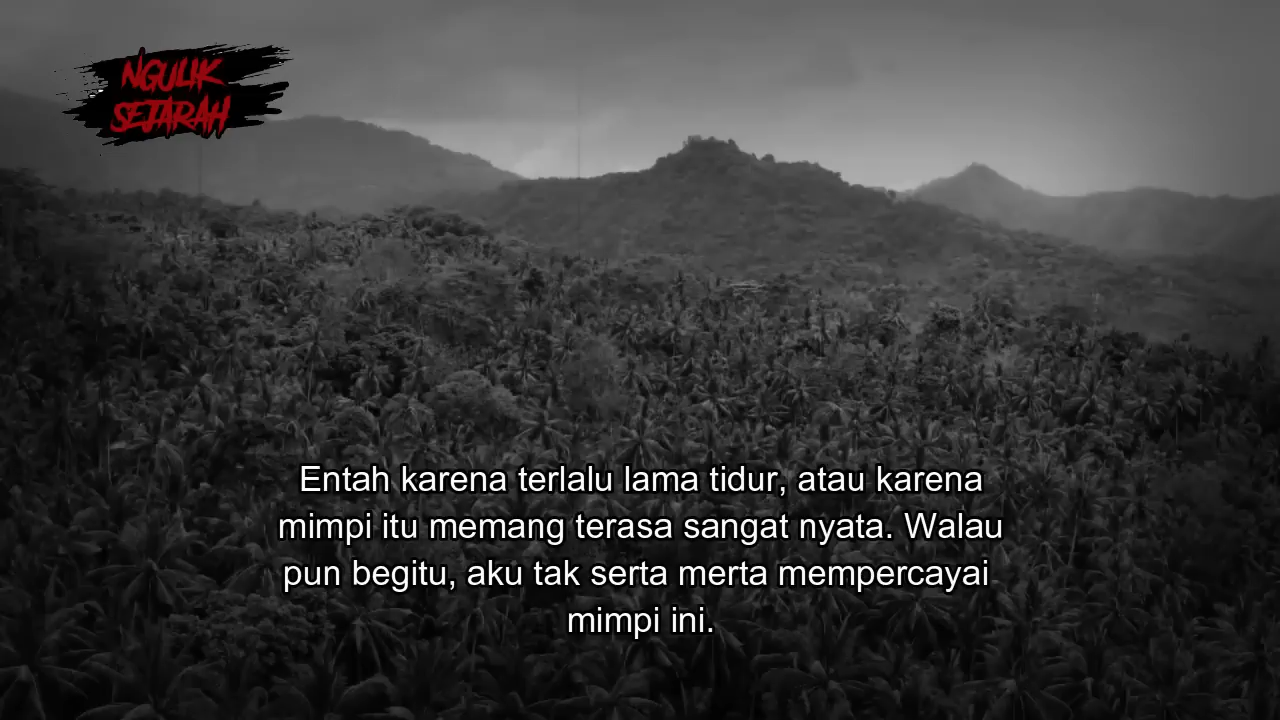 NGULIK
SEJARAH
Entah karena terlalu lama tidur, atau karena
mimpi itu memang terasa sangat nyata. Walau
pun begitu, aku tak serta merta mempercayai
mimpi ini.